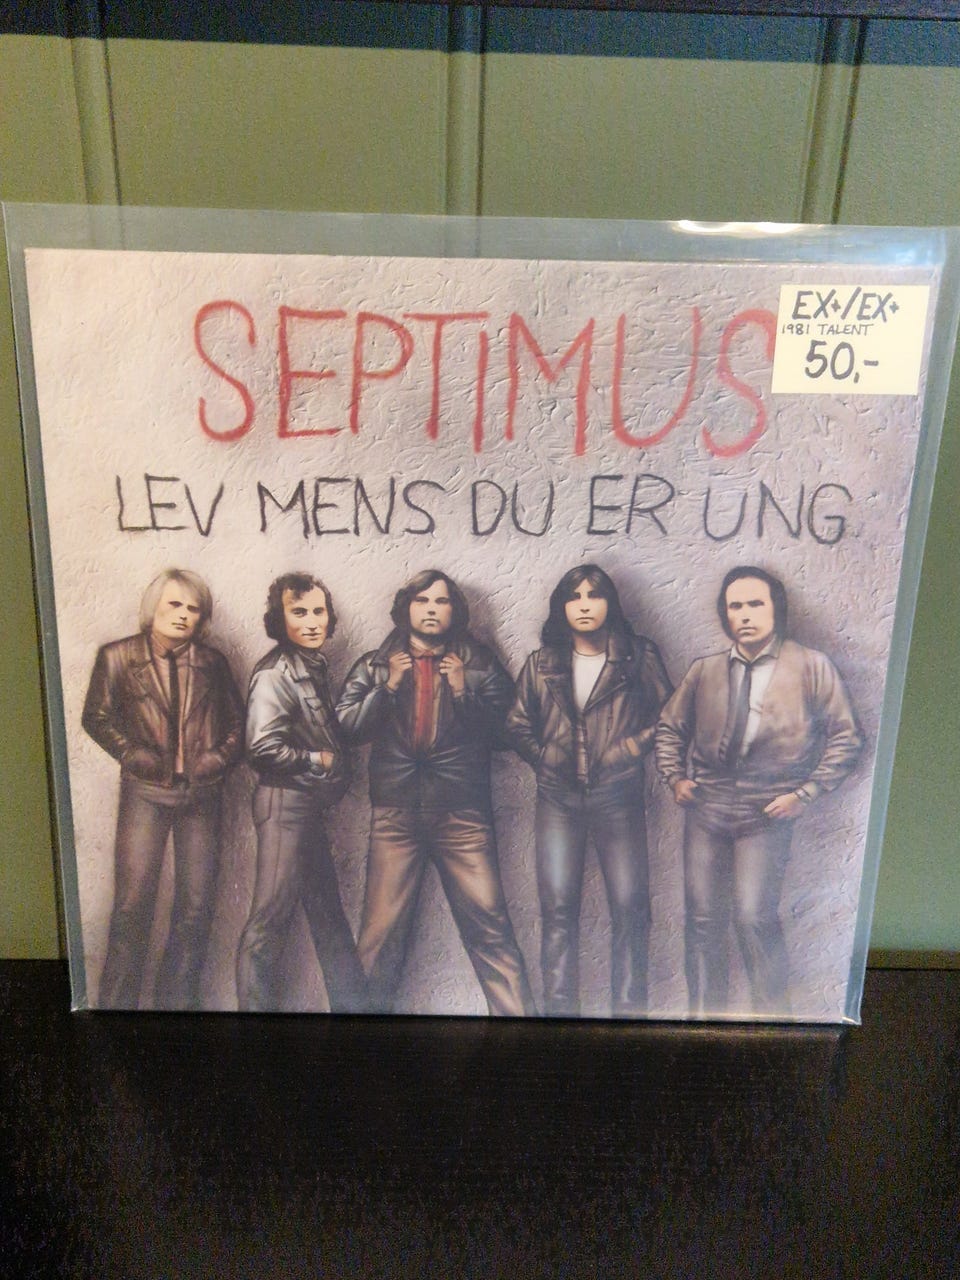 SEPTIMUS
EX+/EX+
1981 TALENT
50,-
LEV MENS DU ER UNG